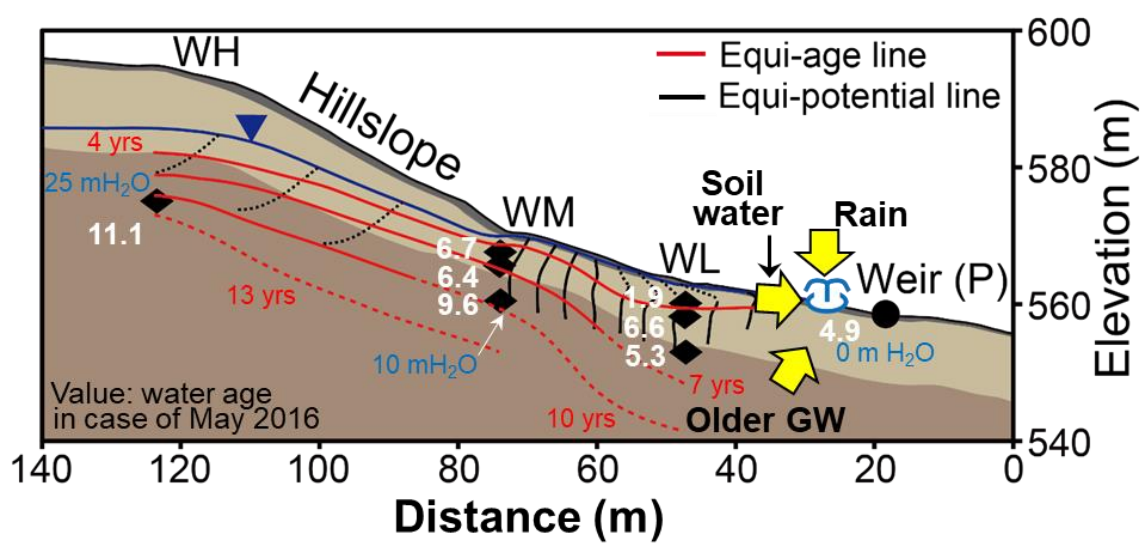 WH
Hillslope
Equi-age line
Equi-potential line
600
580
560
540
Elevation (m)
4 yrs
25 mH₂O
11.1
13 yrs
WM
6.7
6.4
9.6
10 mH₂O
WL
1.9
6.6
5.3
7 yrs
10 yrs
Soil
water
Rain
Weir (P)
4.9
0 m H₂O
Older GW
Value: water age
in case of May 2016
140
120
100
80
60
40
20
0
Distance (m)